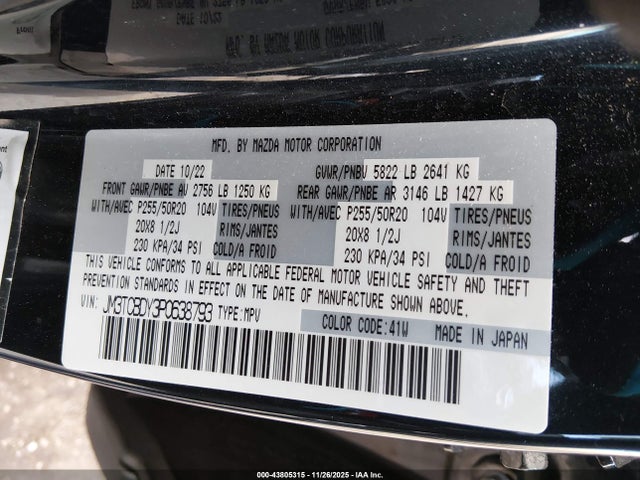 MFD. BY MAZDA MOTOR CORPORATION
DATE 10/22 GVWR/PNBV 5822 LB 2641 KG
FRONT GAWR/PNBE AV 2756 LB 1250 KG REAR GAWR/PNBE AR 3146 LB 1427 KG
WITH/AVEC P255/50R20 104V TIRES/PNEUS WITH/AVEC P255/50R20 104V TIRES/PNEUS
20X8 1/2J RIMS/JANTES 20X8 1/2J RIMS/JANTES
230 KPA/34 PSI COLD/A FROID 230 KPA/34 PSI COLD/A FROID
THIS VEHICLE CONFORMS TO ALL APPLICABLE FEDERAL MOTOR VEHICLE SAFETY AND THEFT
PREVENTION STANDARDS IN EFFECT ON THE DATE OF MANUFACTURE SHOWN ABOVE.
VIN: JM3TCBDY3P0638793 TYPE:MPV
COLOR CODE:41W MADE IN JAPAN
000-43805315 - 11/26/2025 - IAAI.COM